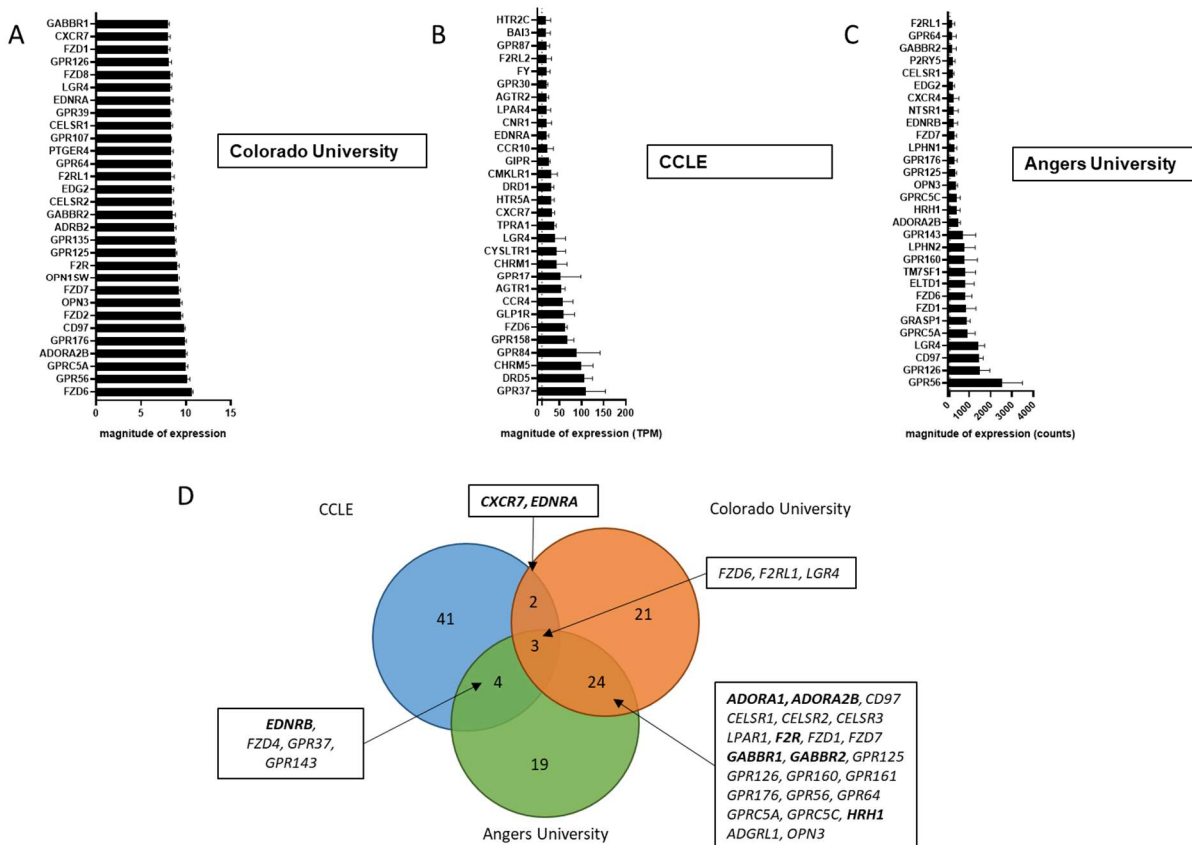 A
GABBR1
CXCR7
FZD1
GPR126
FZD8
LGR4
EDNRA
GPR39
CELSR1
GPR107
PTGER4
GPR64
F2RL1
EDG2
CELSR2
GABBR2
ADRB2
GPR135
GPR125
F2R
OPN1SW
FZD7
OPN3
FZD2
CD97
GPR176
ADORA2B
GPRC5A
GPR56
FZD6
0 5 10 15
magnitude of expression
Colorado University
B
HTR2C
BAI3
GPR87
F2RL2
FY
GPR30
AGTR2
LPAR4
CNR1
EDNRA
CCR10
GIPR
CMKLR1
DRD1
HTR5A
CXCR7
TPRA1
LGR4
CYSLTR1
CHRM1
GPR17
AGTR1
CCR4
GLP1R
FZD6
GPR158
GPR84
CHRM5
DRD5
GPR37
0 50 100 150 200
magnitude of expression (TPM)
CCLE
C
F2RL1
GPR64
GABBR2
P2RY5
CELSR1
EDG2
CXCR4
NTSR1
EDNRB
FZD7
LPHN1
GPR176
GPR125
OPN3
GPRC5C
HRH1
ADORA2B
GPR143
LPHN2
GPR160
TM7SF1
ELTD1
FZD6
FZD1
GRASP1
GPRC5A
LGR4
CD97
GPR126
GPR56
0 1000 2000 3000 4000
magnitude of expression (counts)
Angers University
D
CCLE
CXCR7, EDNRA
Colorado University
FZD6, F2RL1, LGR4
41
2
21
3
4
24
19
EDNRB,
FZD4, GPR37,
GPR143
ADORA1, ADORA2B, CD97
CELSR1, CELSR2, CELSR3
LPAR1, F2R, FZD1, FZD7
GABBR1, GABBR2, GPR125
GPR126, GPR160, GPR161
GPR176, GPR56, GPR64
GPRC5A, GPRC5C, HRH1
ADGRL1, OPN3
Angers University